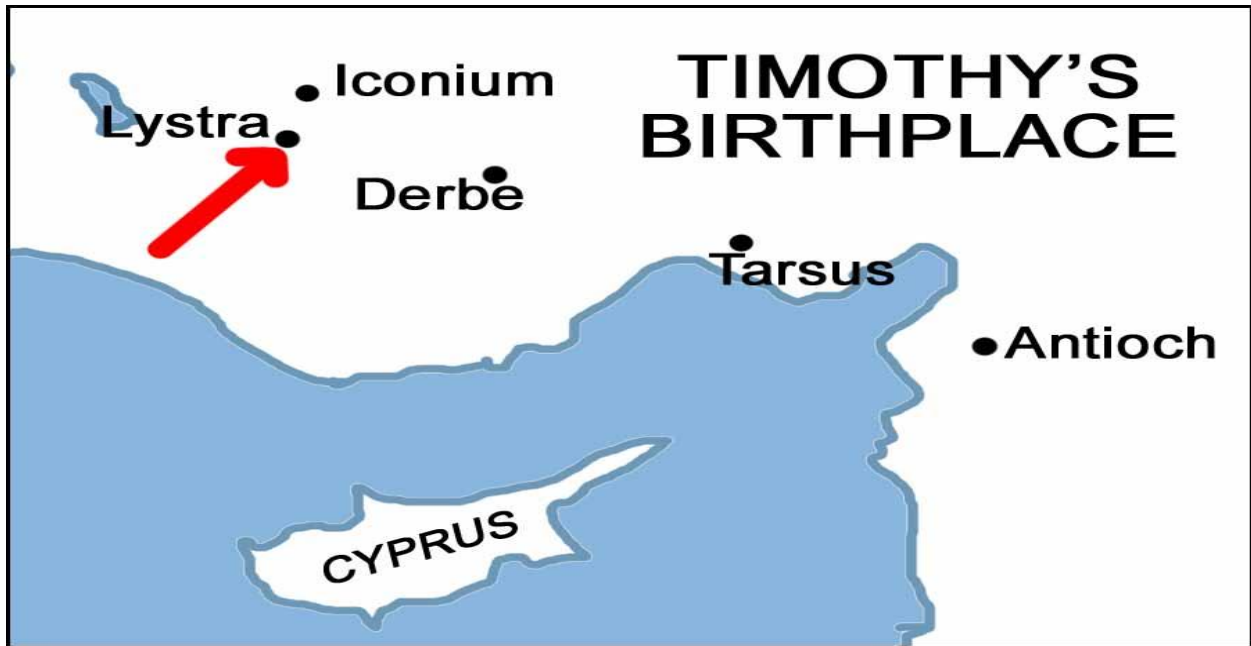 TIMOTHY'S
BIRTHPLACE
Iconium
Lystra
Derbe
Tarsus
Antioch
CYPRUS